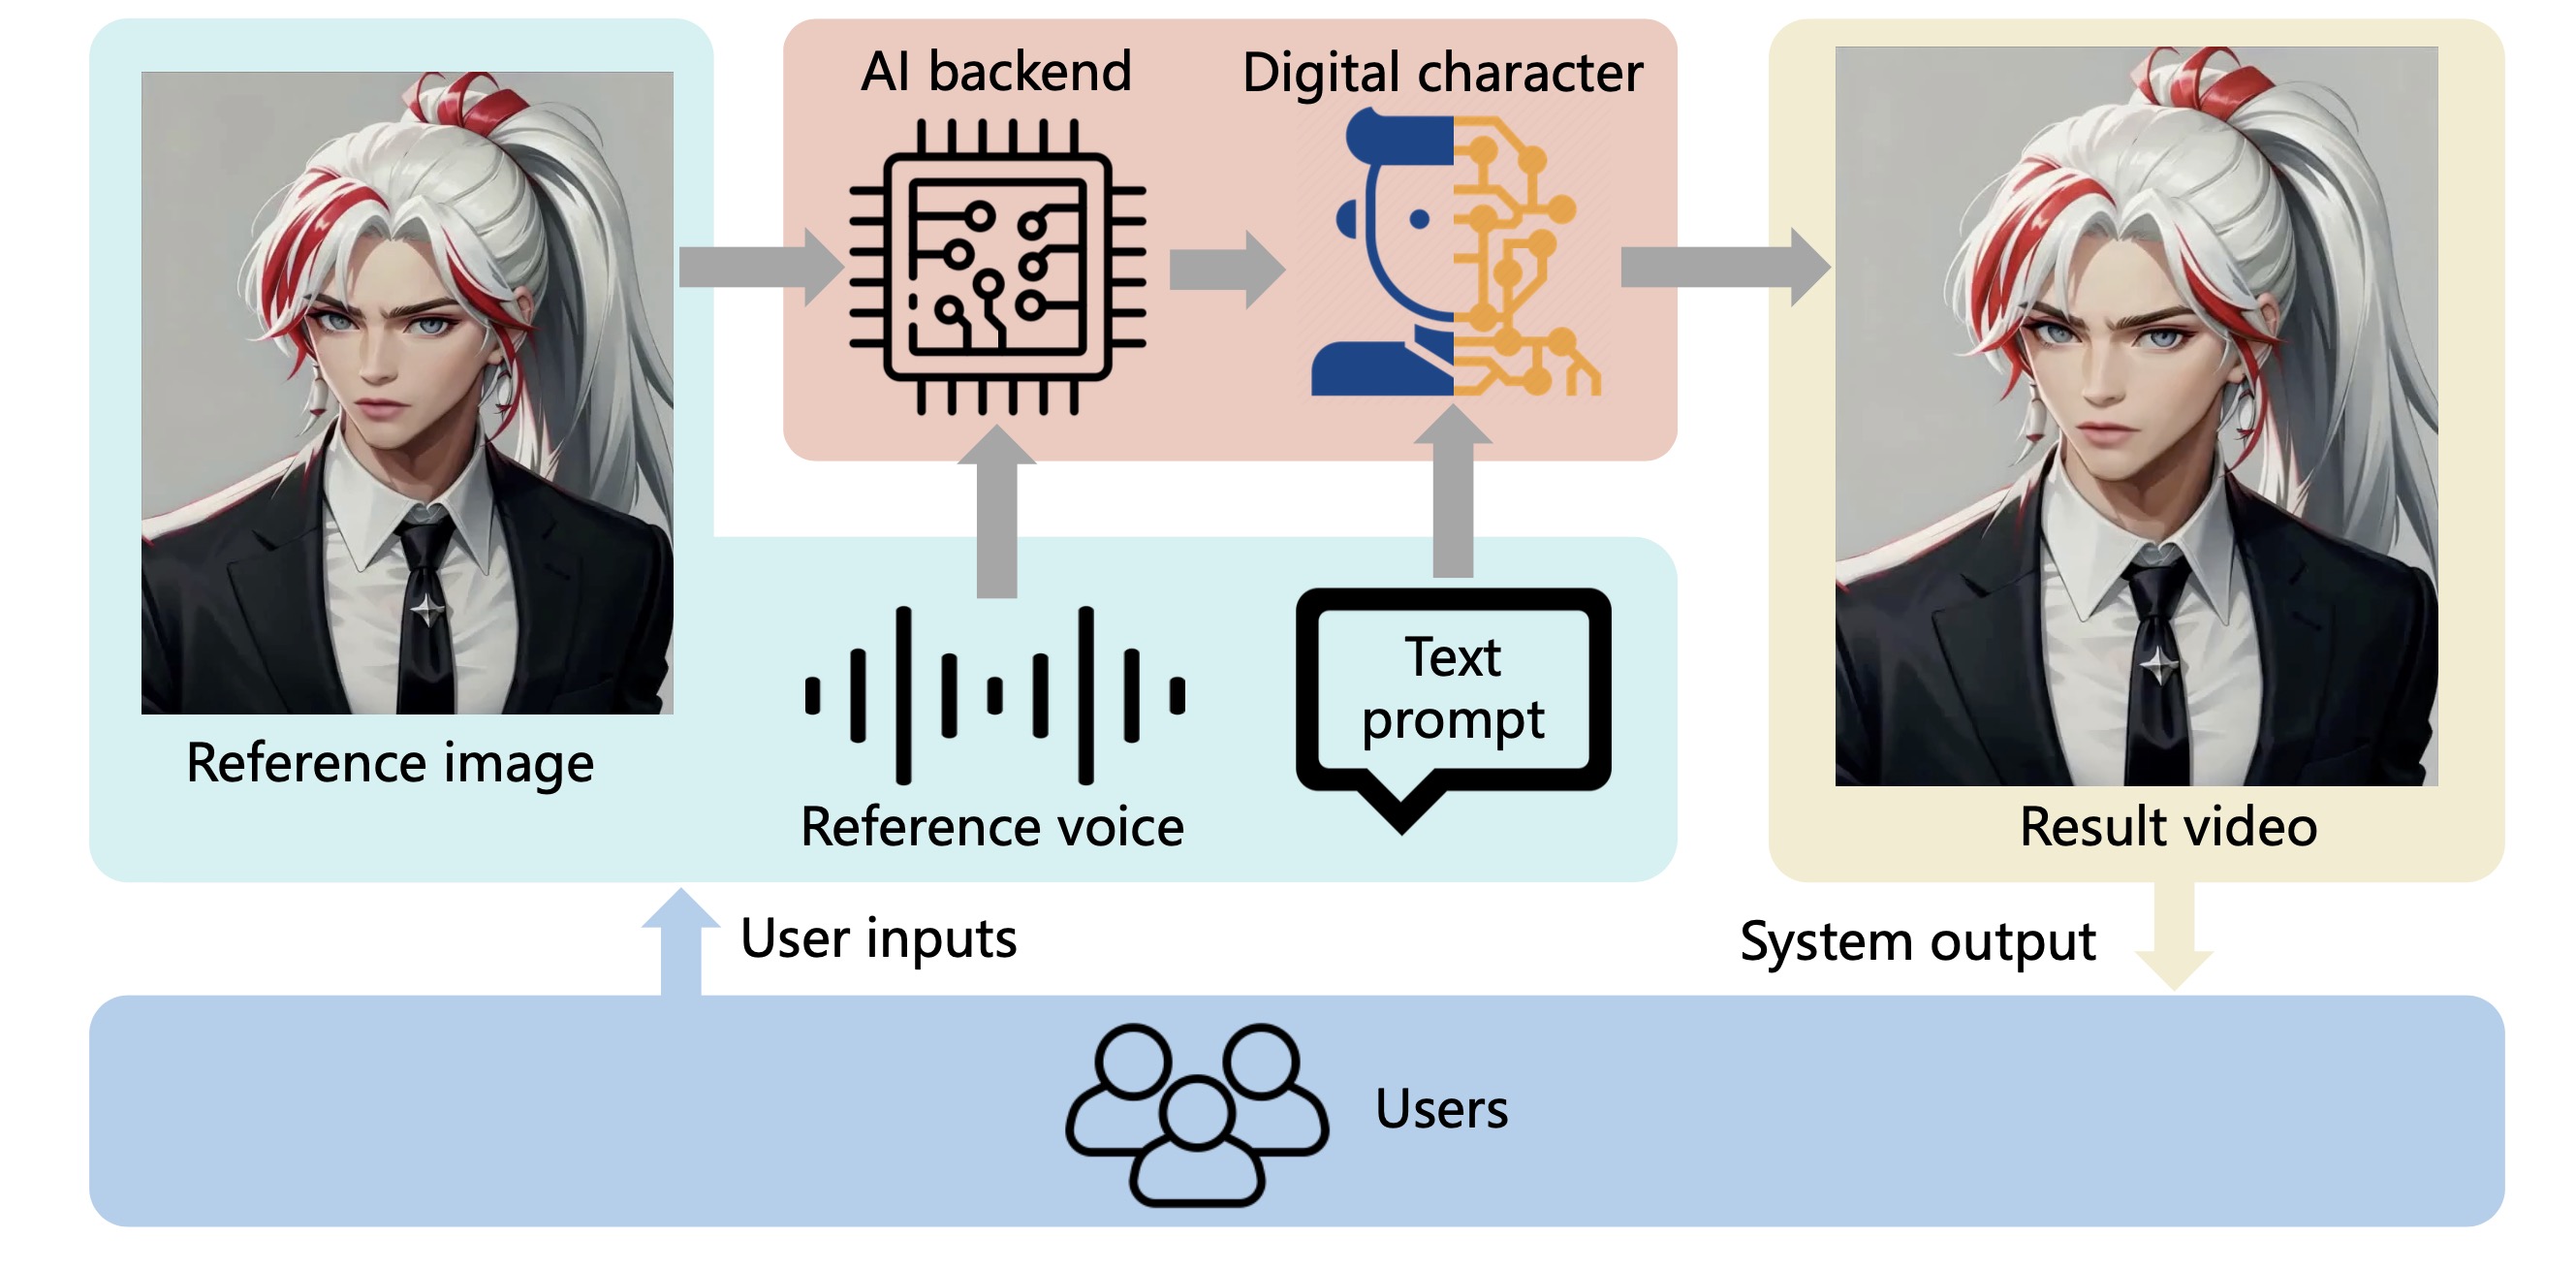 AI backend
Digital character
Reference image
Reference voice
Text
prompt
Result video
User inputs
System output
Users